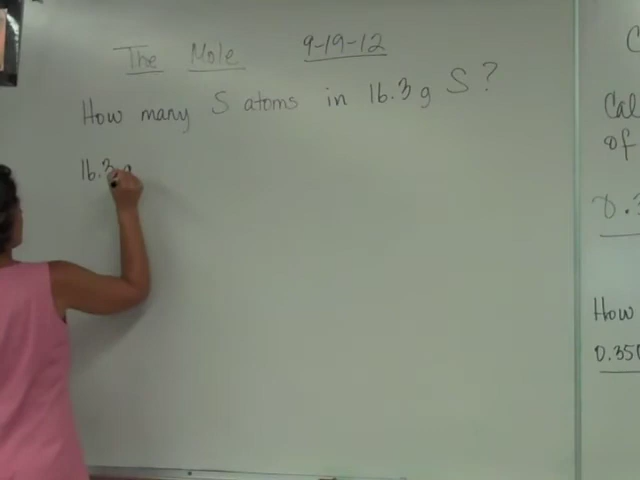 The Mole 9-19-12
How many S atoms in 16.3 g S?
16.3 g
C
Cal
of
0.3
How
0.350